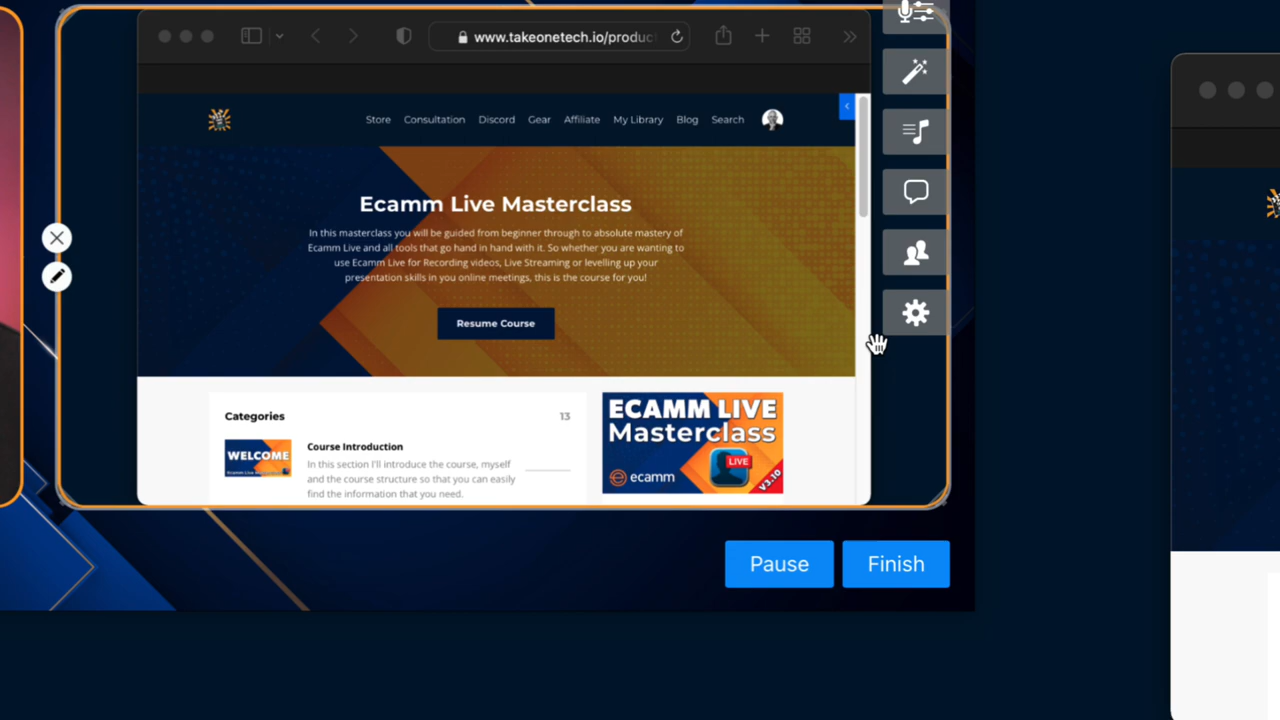 www.takeonetech.io/produc
Store Consultation Discord Gear Affiliate My Library Blog Search
Ecamm Live Masterclass
In this masterclass you will be guided from beginner through to absolute mastery of
Ecamm Live and all tools that go hand in hand with it. So whether you are wanting to
use Ecamm Live for Recording videos, Live Streaming or levelling up your
presentation skills in you online meetings, this is the course for you!
Resume Course
Categories 13
WELCOME
Ecamm Live Masterclass
Course Introduction
In this section I'll introduce the course, myself
and the course structure so that you can easily
find the information that you need.
ECAMM LIVE
Masterclass
LIVE
ecamm
V3.10
Pause Finish